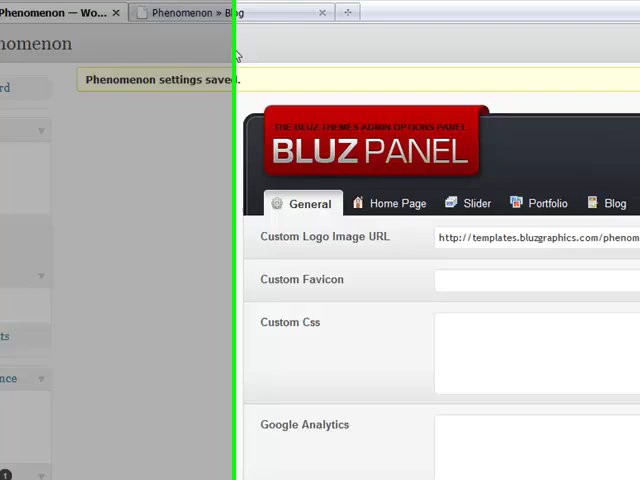 Phenomenon — Wo... Phenomenon » Blog
nomenon
rd
Phenomenon settings saved.
THE BLUZ THEMES ADMIN OPTIONS PANEL
BLUZ PANEL
General Home Page Slider Portfolio Blog
Custom Logo Image URL http://templates.bluzgraphics.com/phenom
Custom Favicon
Custom Css
ts
nce
Google Analytics
1